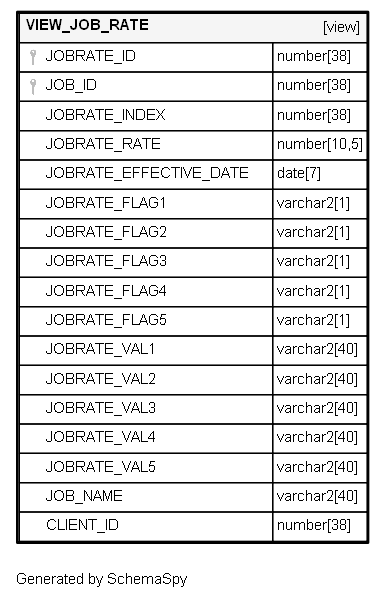 VIEW_JOB_RATE [view]
JOBRATE_ID number[38]
JOB_ID number[38]
JOBRATE_INDEX number[38]
JOBRATE_RATE number[10,5]
JOBRATE_EFFECTIVE_DATE date[7]
JOBRATE_FLAG1 varchar2[1]
JOBRATE_FLAG2 varchar2[1]
JOBRATE_FLAG3 varchar2[1]
JOBRATE_FLAG4 varchar2[1]
JOBRATE_FLAG5 varchar2[1]
JOBRATE_VAL1 varchar2[40]
JOBRATE_VAL2 varchar2[40]
JOBRATE_VAL3 varchar2[40]
JOBRATE_VAL4 varchar2[40]
JOBRATE_VAL5 varchar2[40]
JOB_NAME varchar2[40]
CLIENT_ID number[38]
Generated by SchemaSpy